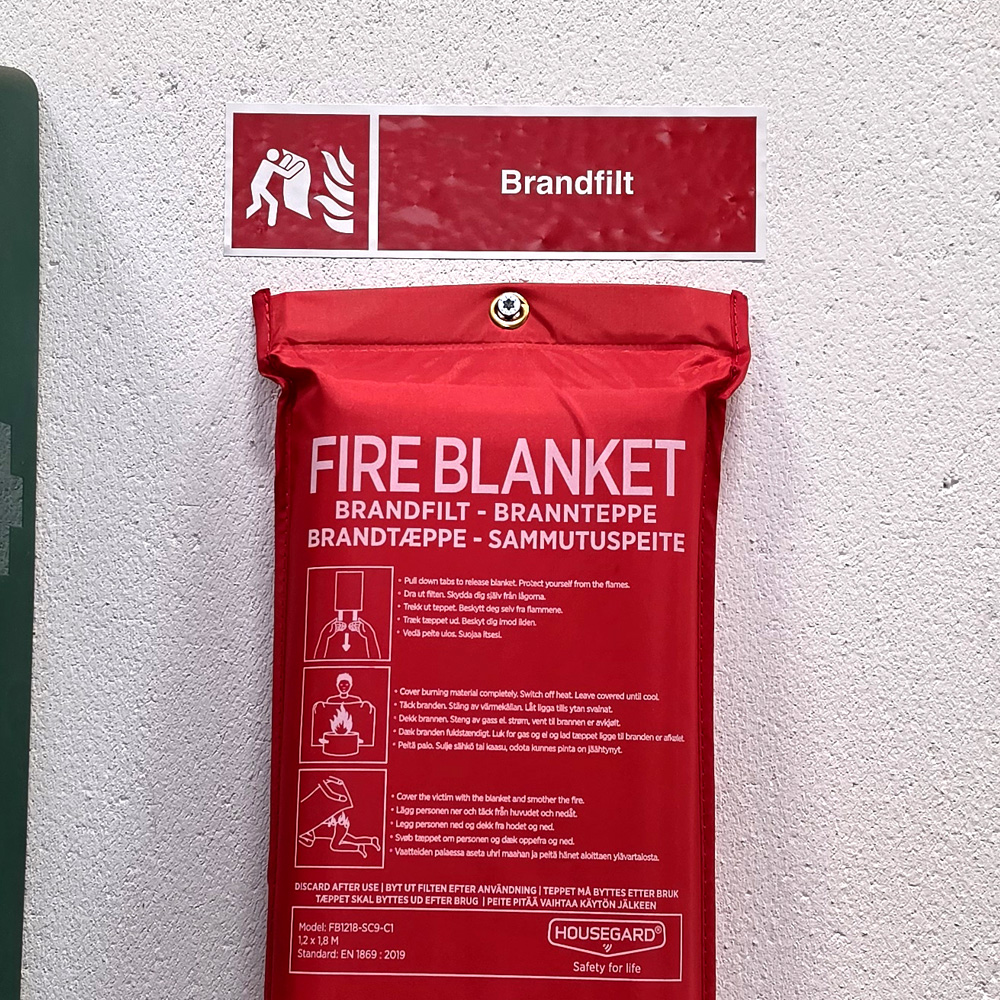 Brandfilt
FIRE BLANKET
BRANDFILT - BRANNTEPPE
BRANDTÆPPE - SAMMUTUSPEITE
• Pull down tabs to release blanket. Protect yourself from the flames.
• Dra ut filten. Skydda dig själv från lågorna.
• Trekk ut teppet. Beskytt deg selv fra flammene.
• Træk tæppet ud. Beskyt dig imod ilden.
• Vedä peite ulos. Suojaa itsesi.
• Cover burning material completely. Switch off heat. Leave covered until cool.
• Täck branden. Stäng av värmekällan. Låt ligga tills ytan svalnat.
• Dekk brannen. Steng av gass el. strøm, vent til brannen er avkjølt.
• Dæk branden fuldstændigt. Luk for gas og el og lad tæppet ligge til branden er afkølet.
• Peitä palo. Sulje sähkö tai kaasu, odota kunnes pinta on jäähtynyt.
• Cover the victim with the blanket and smother the fire.
• Lägg personen ner och täck från huvudet och nedåt.
• Legg personen ned og dekk fra hodet og ned.
• Svøb tæppet om personen og dæk oppefra og ned.
• Vaatteiden palaessa aseta uhri maahan ja peitä hänet aloittaen ylävartalosta.
DISCARD AFTER USE | BYT UT FILTEN EFTER ANVÄNDNING | TEPPET MÅ BYTTES ETTER BRUK
TÆPPET SKAL BYTTES UD EFTER BRUG | PEITE PITÄÄ VAIHTAA KÄYTÖN JÄLKEEN
Model: FB1218-SC9-C1
1,2 x 1,8 M
Standard: EN 1869 : 2019
HOUSEGARD®
Safety for life